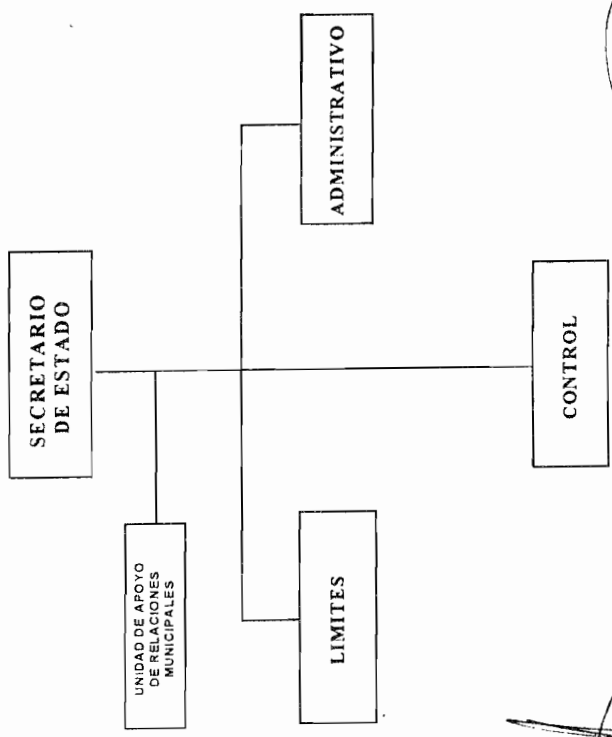 SECRETARIO
DE ESTADO
UNIDAD DE APOYO
DE RELACIONES
MUNICIPALES
LIMITES
ADMINISTRATIVO
CONTROL